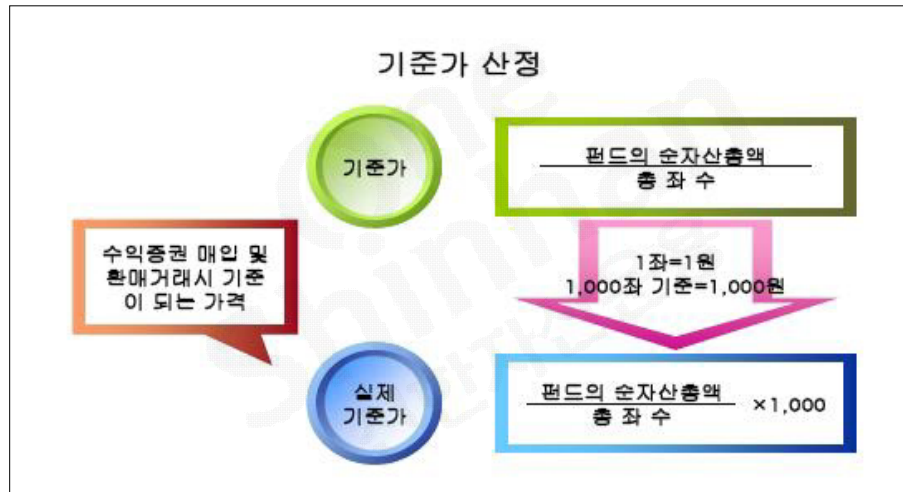 기준가 산정
기준가
펀드의 순자산총액
총 좌 수
수익증권 매입 및
환매거래시 기준
이 되는 가격
1좌=1원
1,000좌 기준=1,000원
실제
기준가
펀드의 순자산총액
총 좌 수
×1,000
One
Shinhan